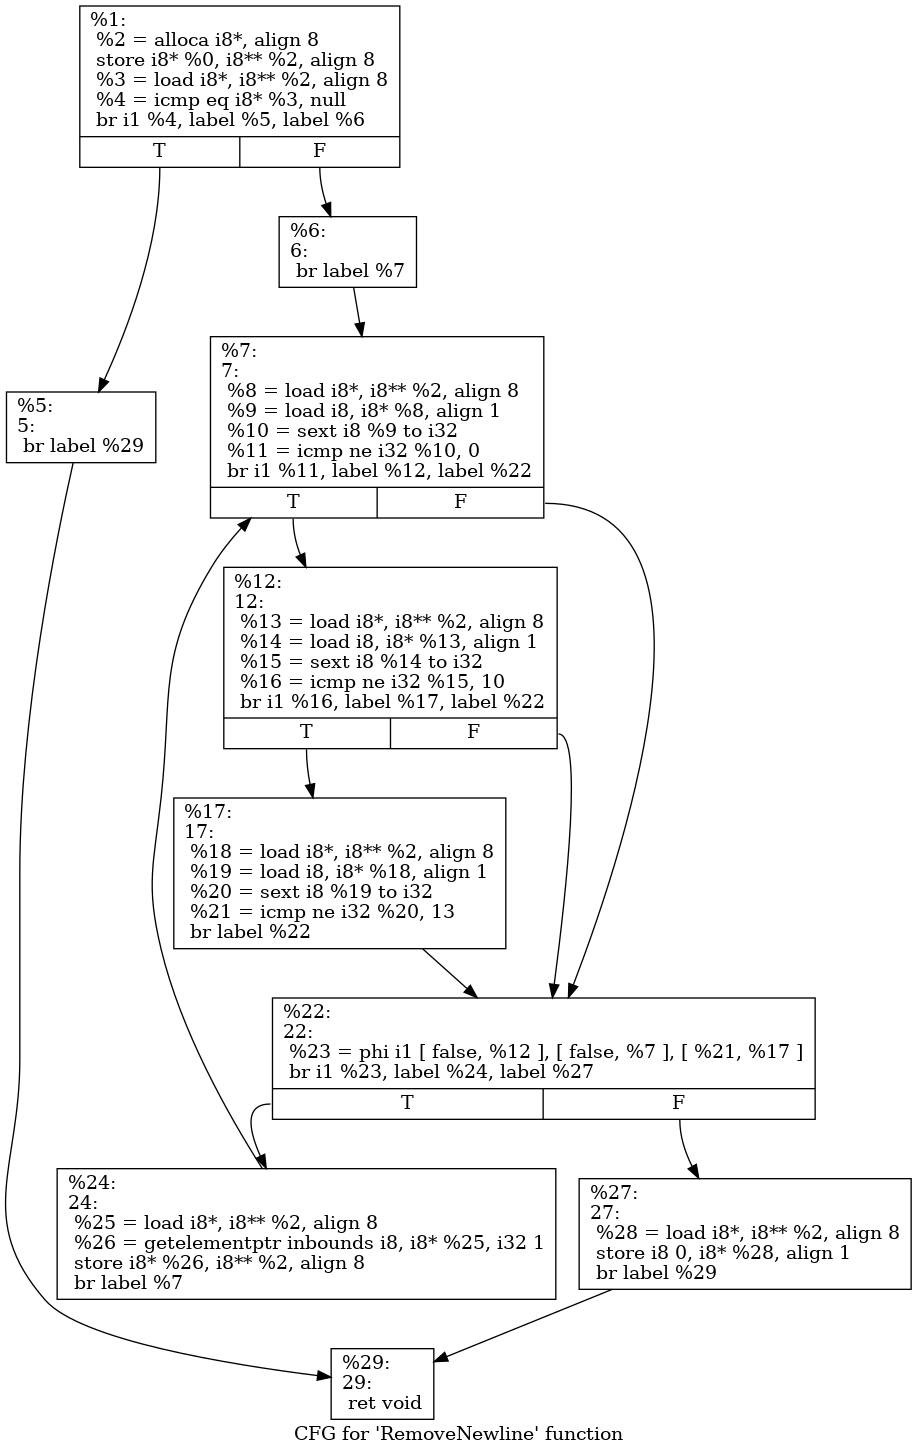 %1:
%2 = alloca i8*, align 8
store i8* %0, i8** %2, align 8
%3 = load i8*, i8** %2, align 8
%4 = icmp eq i8* %3, null
br i1 %4, label %5, label %6
T F
%6:
6:
br label %7
%7:
7:
%8 = load i8*, i8** %2, align 8
%9 = load i8, i8* %8, align 1
%10 = sext i8 %9 to i32
%11 = icmp ne i32 %10, 0
br i1 %11, label %12, label %22
T F
%5:
5:
br label %29
%12:
12:
%13 = load i8*, i8** %2, align 8
%14 = load i8, i8* %13, align 1
%15 = sext i8 %14 to i32
%16 = icmp ne i32 %15, 10
br i1 %16, label %17, label %22
T F
%17:
17:
%18 = load i8*, i8** %2, align 8
%19 = load i8, i8* %18, align 1
%20 = sext i8 %19 to i32
%21 = icmp ne i32 %20, 13
br label %22
%22:
22:
%23 = phi i1 [ false, %12 ], [ false, %7 ], [ %21, %17 ]
br i1 %23, label %24, label %27
T F
%24:
24:
%25 = load i8*, i8** %2, align 8
%26 = getelementptr inbounds i8, i8* %25, i32 1
store i8* %26, i8** %2, align 8
br label %7
%27:
27:
%28 = load i8*, i8** %2, align 8
store i8 0, i8* %28, align 1
br label %29
%29:
29:
ret void
CFG for 'RemoveNewline' function